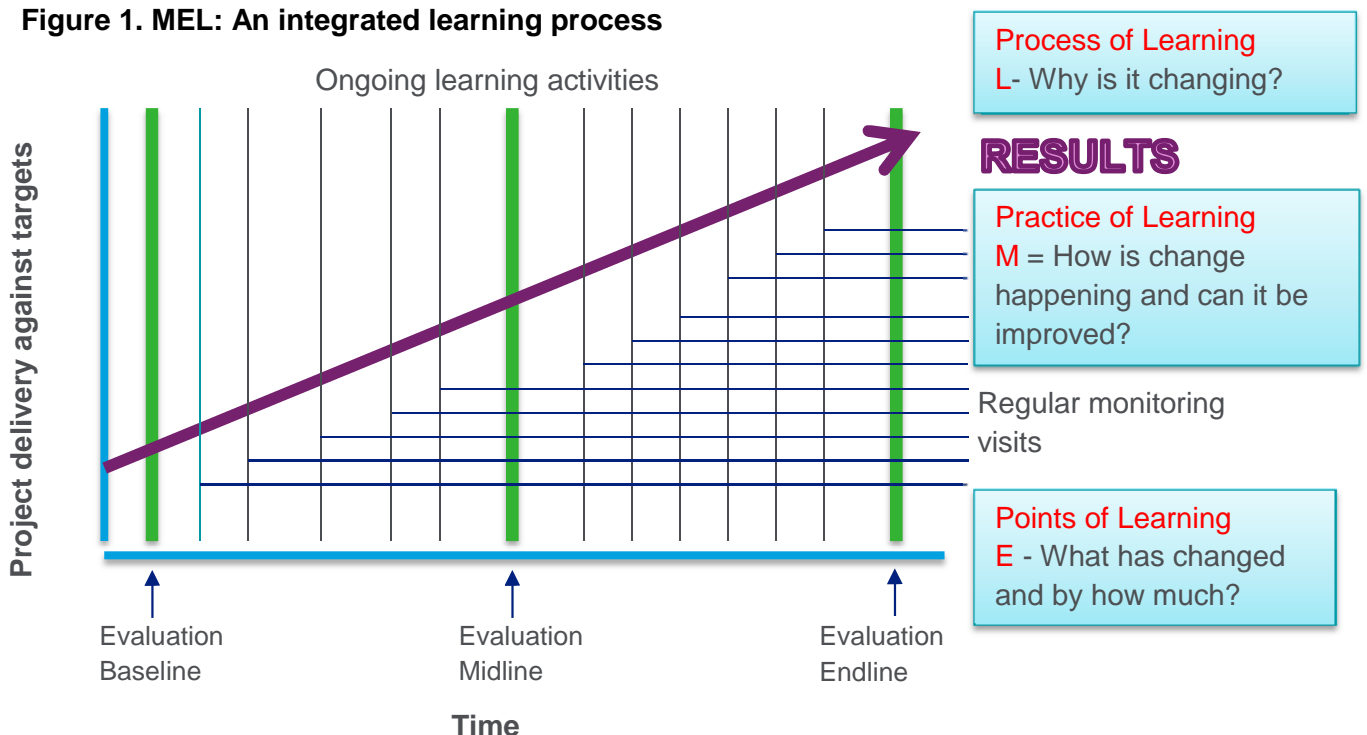 Figure 1. MEL: An integrated learning process
Ongoing learning activities
Project delivery against targets
Process of Learning
L- Why is it changing?
RESULTS
Practice of Learning
M = How is change
happening and can it be
improved?
Regular monitoring
visits
Points of Learning
E - What has changed
and by how much?
Evaluation
Baseline
Evaluation
Midline
Evaluation
Endline
Time